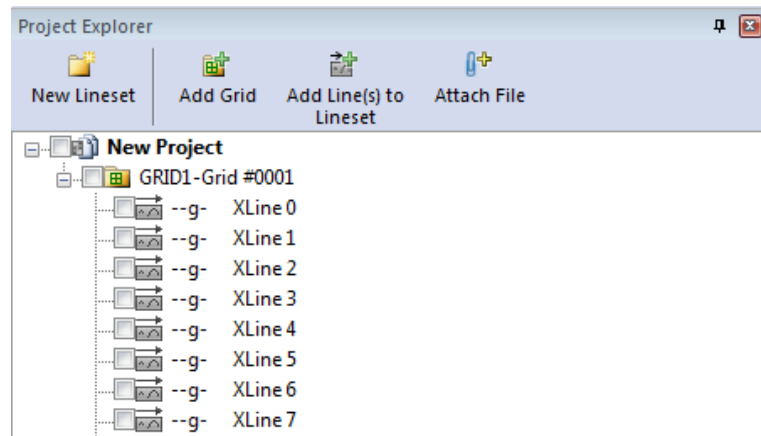 Project Explorer
New Lineset
Add Grid
Add Line(s) to
Lineset
Attach File
New Project
GRID1-Grid #0001
--g- XLine 0
--g- XLine 1
--g- XLine 2
--g- XLine 3
--g- XLine 4
--g- XLine 5
--g- XLine 6
--g- XLine 7